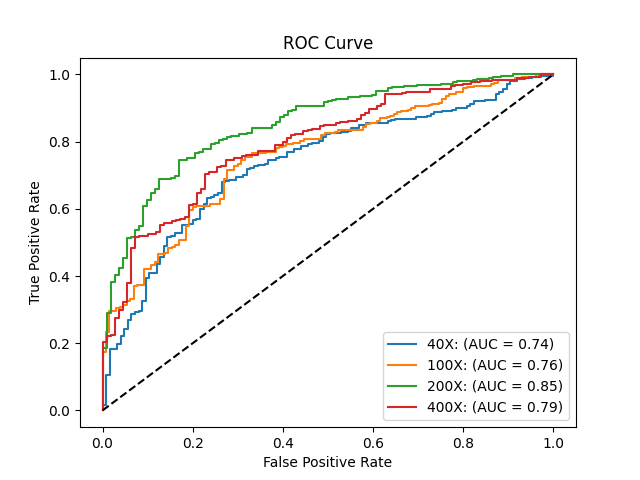 ROC Curve
1.0
0.8
0.6
0.4
0.2
0.0
True Positive Rate
40X: (AUC = 0.74)
100X: (AUC = 0.76)
200X: (AUC = 0.85)
400X: (AUC = 0.79)
0.0 0.2 0.4 0.6 0.8 1.0
False Positive Rate